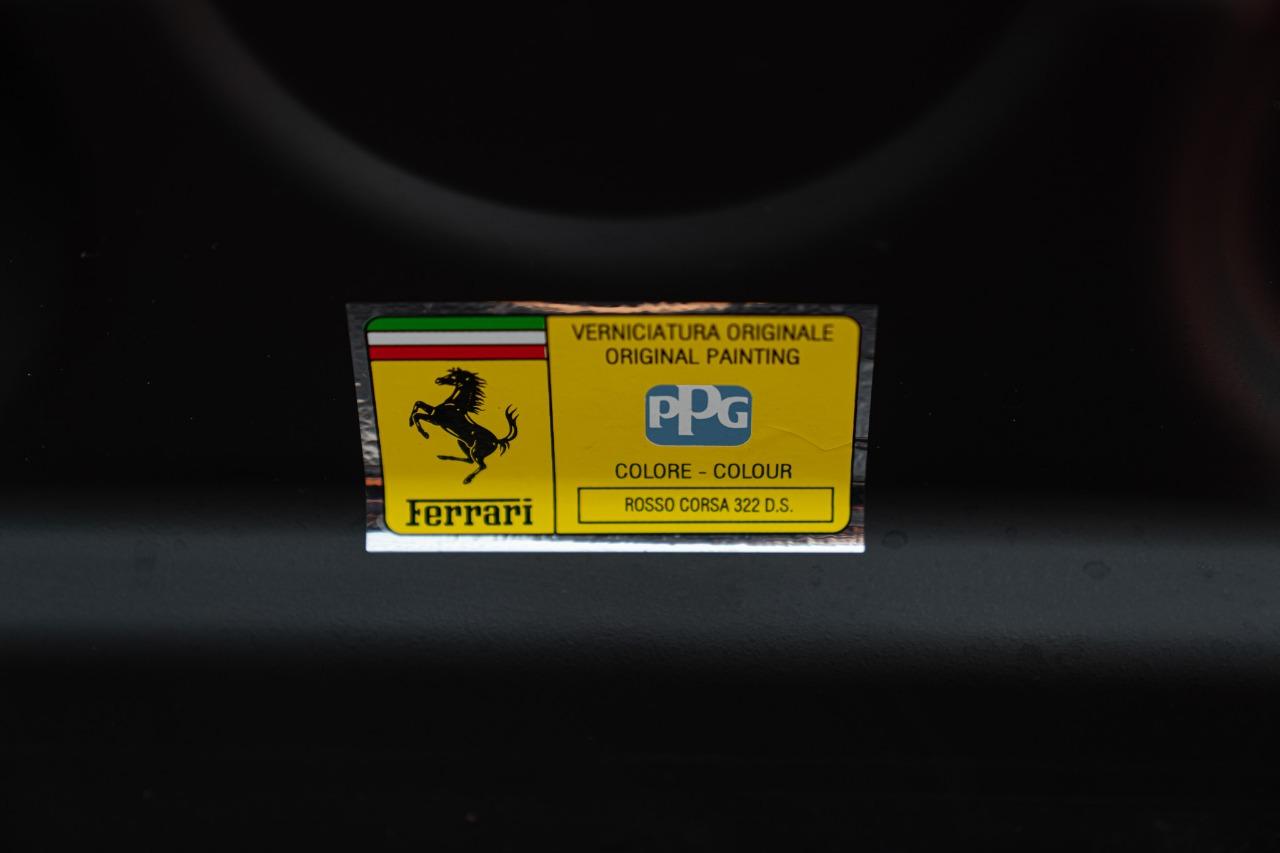 Ferrari
VERNICIATURA ORIGINALE
ORIGINAL PAINTING
PPG
COLORE - COLOUR
ROSSO CORSA 322 D.S.